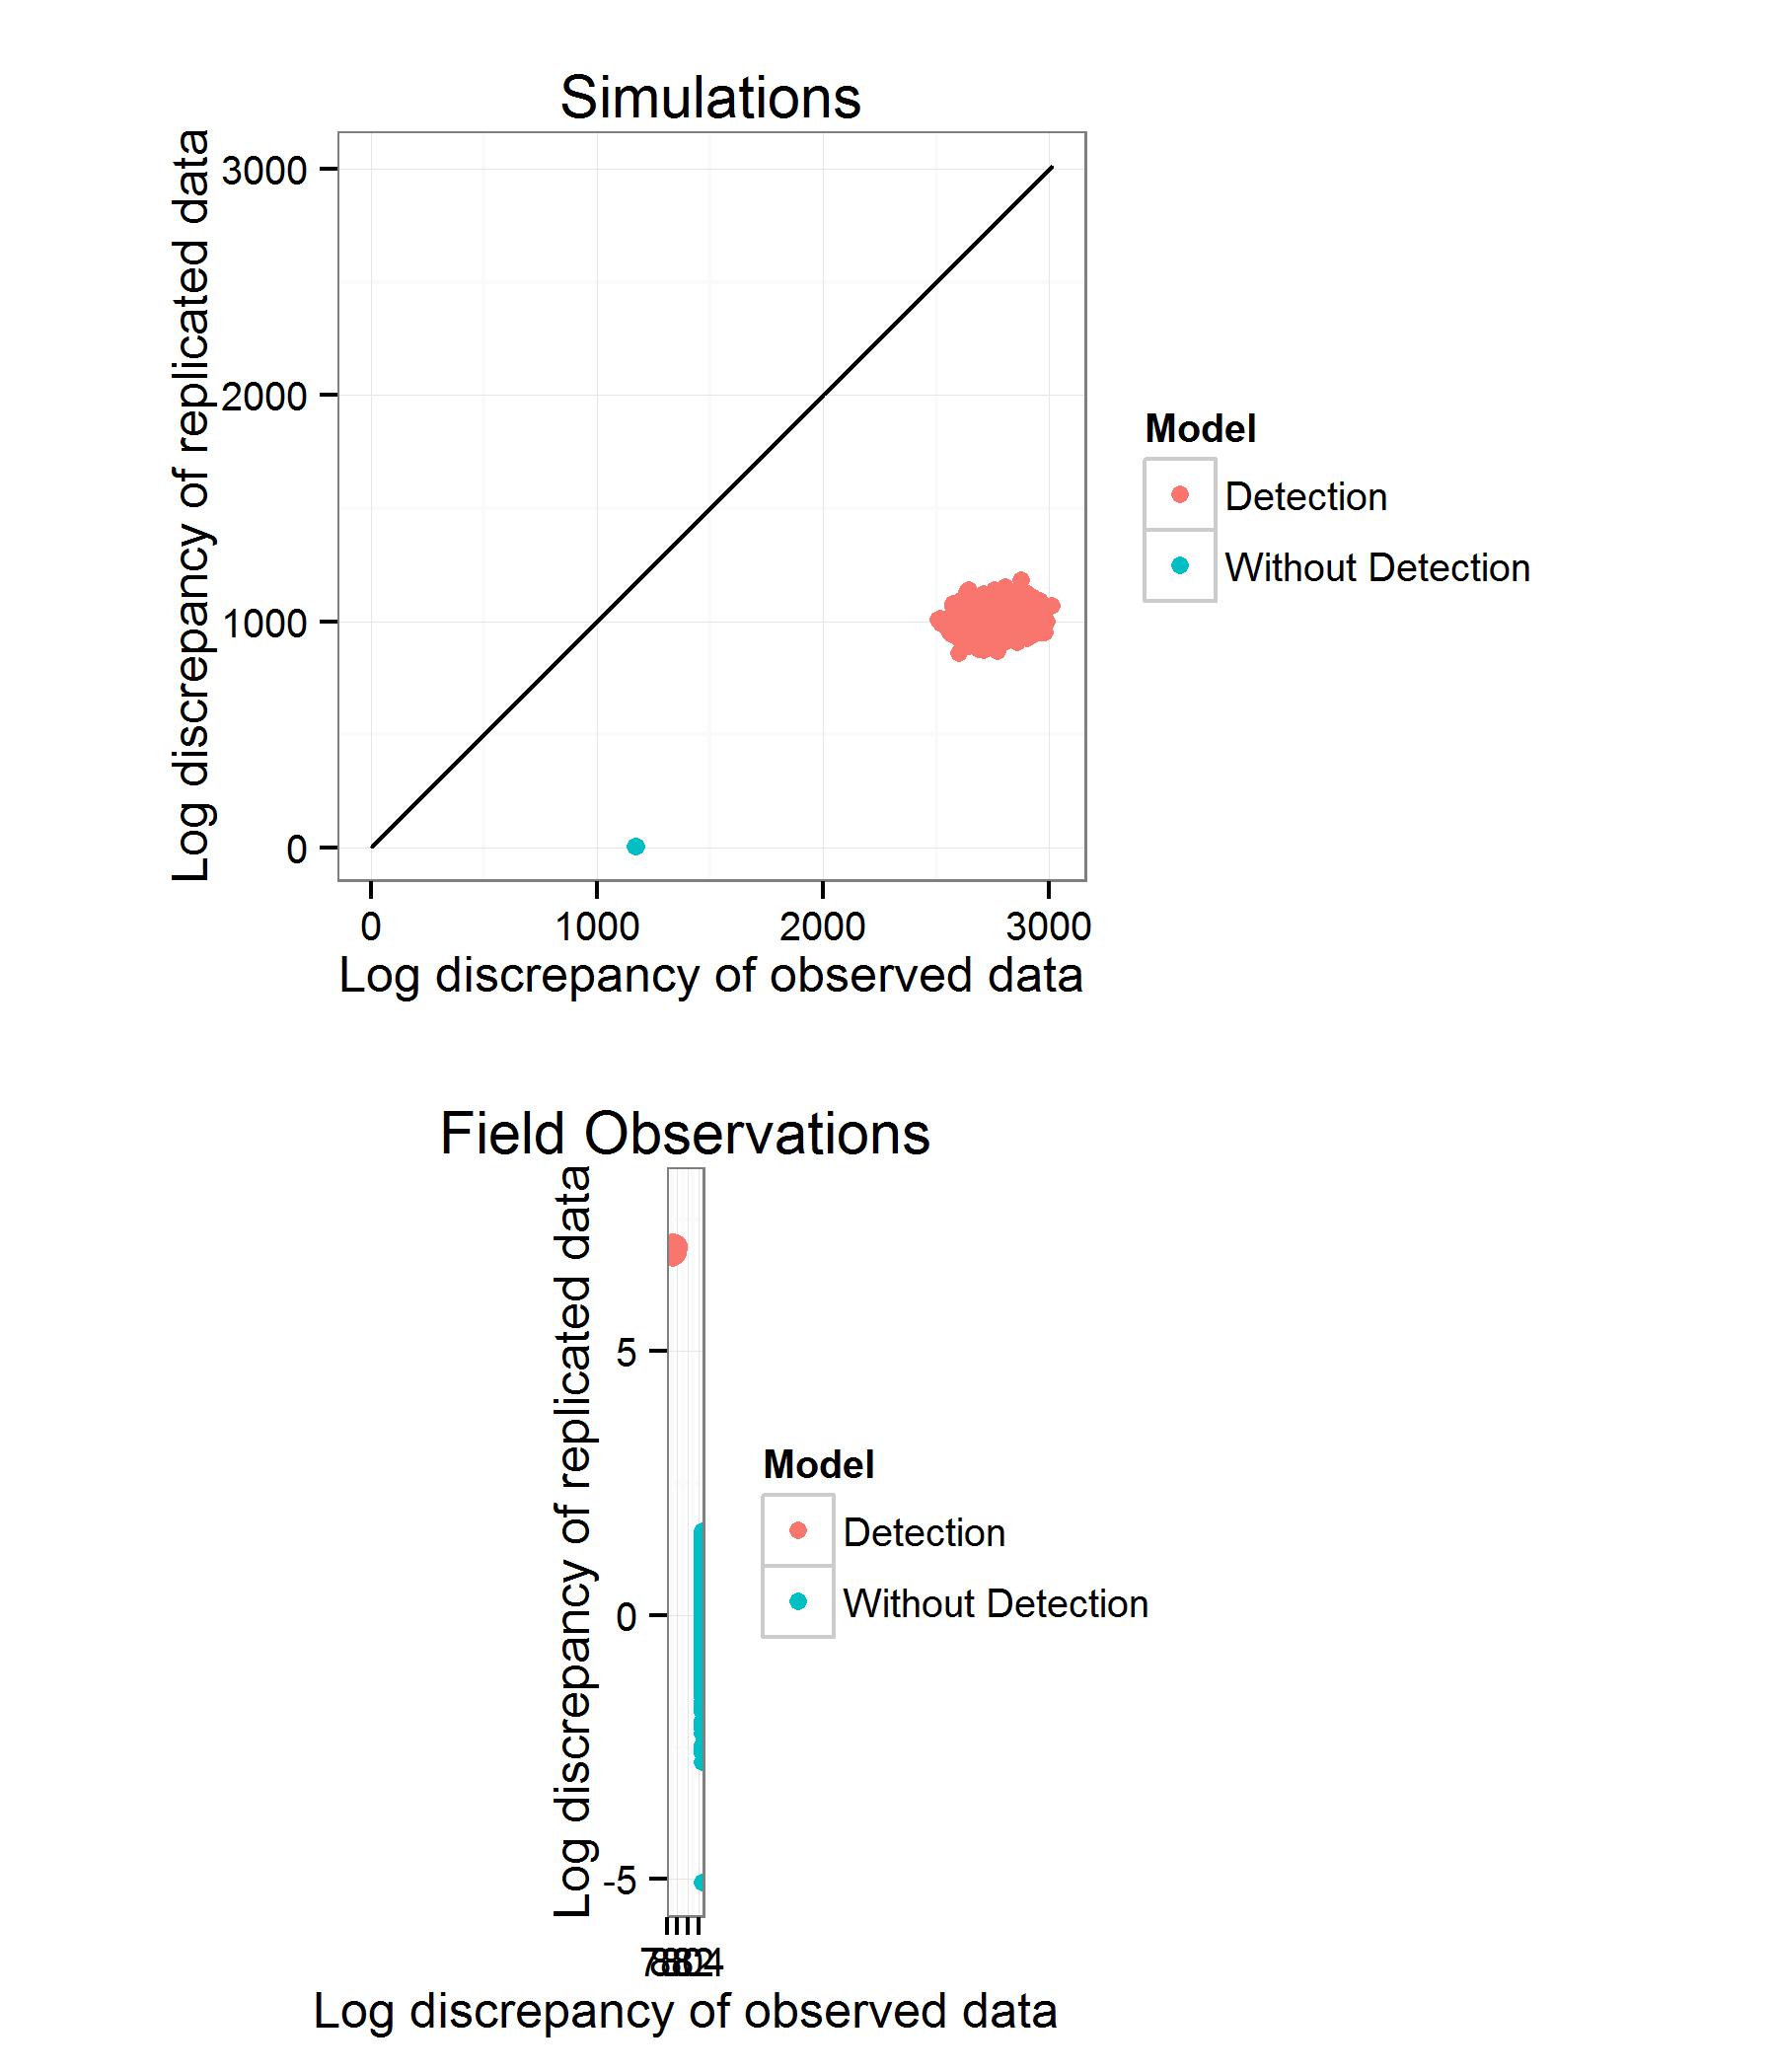 Simulations
Log discrepancy of replicated data
3000
2000
1000
0
0 1000 2000 3000
Log discrepancy of observed data
Model
Detection
Without Detection
Field Observations
Log discrepancy of replicated data
5
0
-5
Log discrepancy of observed data
Model
Detection
Without Detection